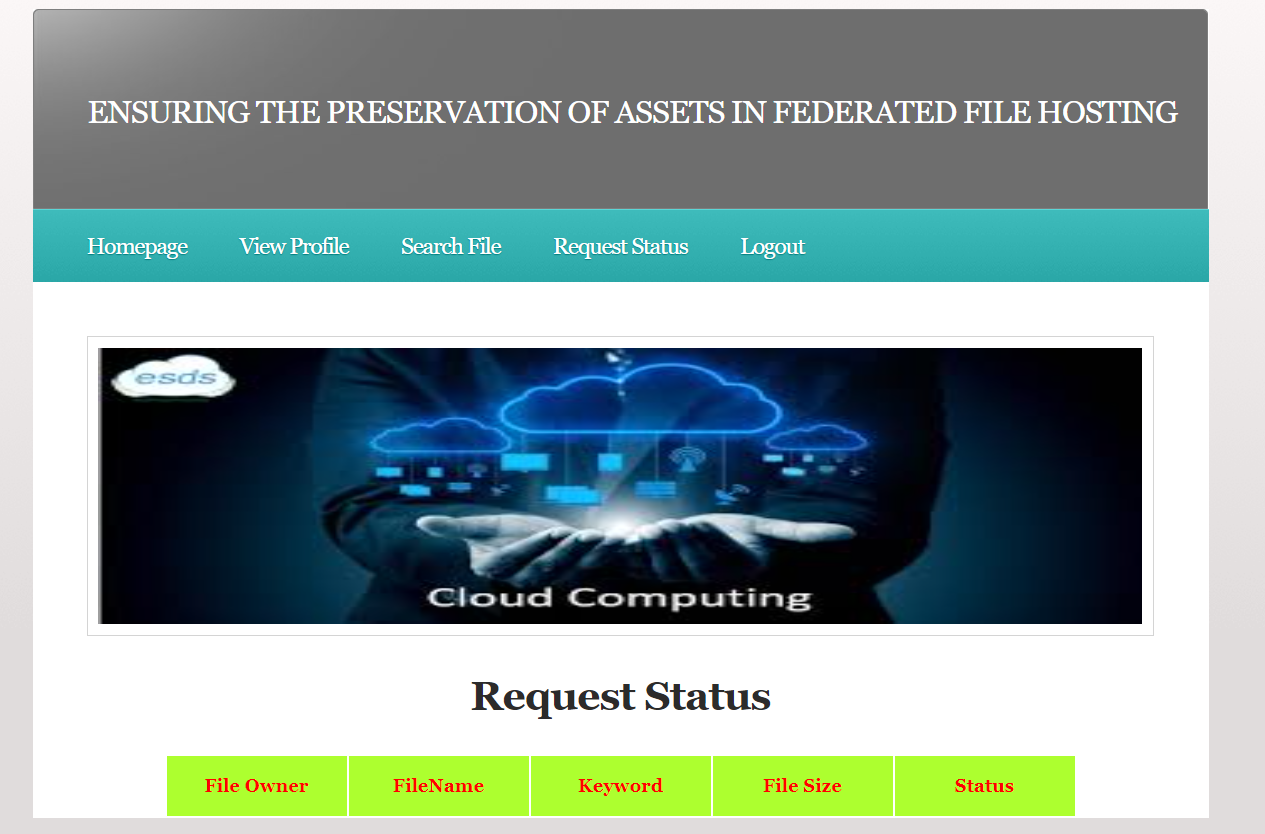 ENSURING THE PRESERVATION OF ASSETS IN FEDERATED FILE HOSTING
Homepage View Profile Search File Request Status Logout
esds
Cloud Computing
Request Status
File Owner FileName Keyword File Size Status